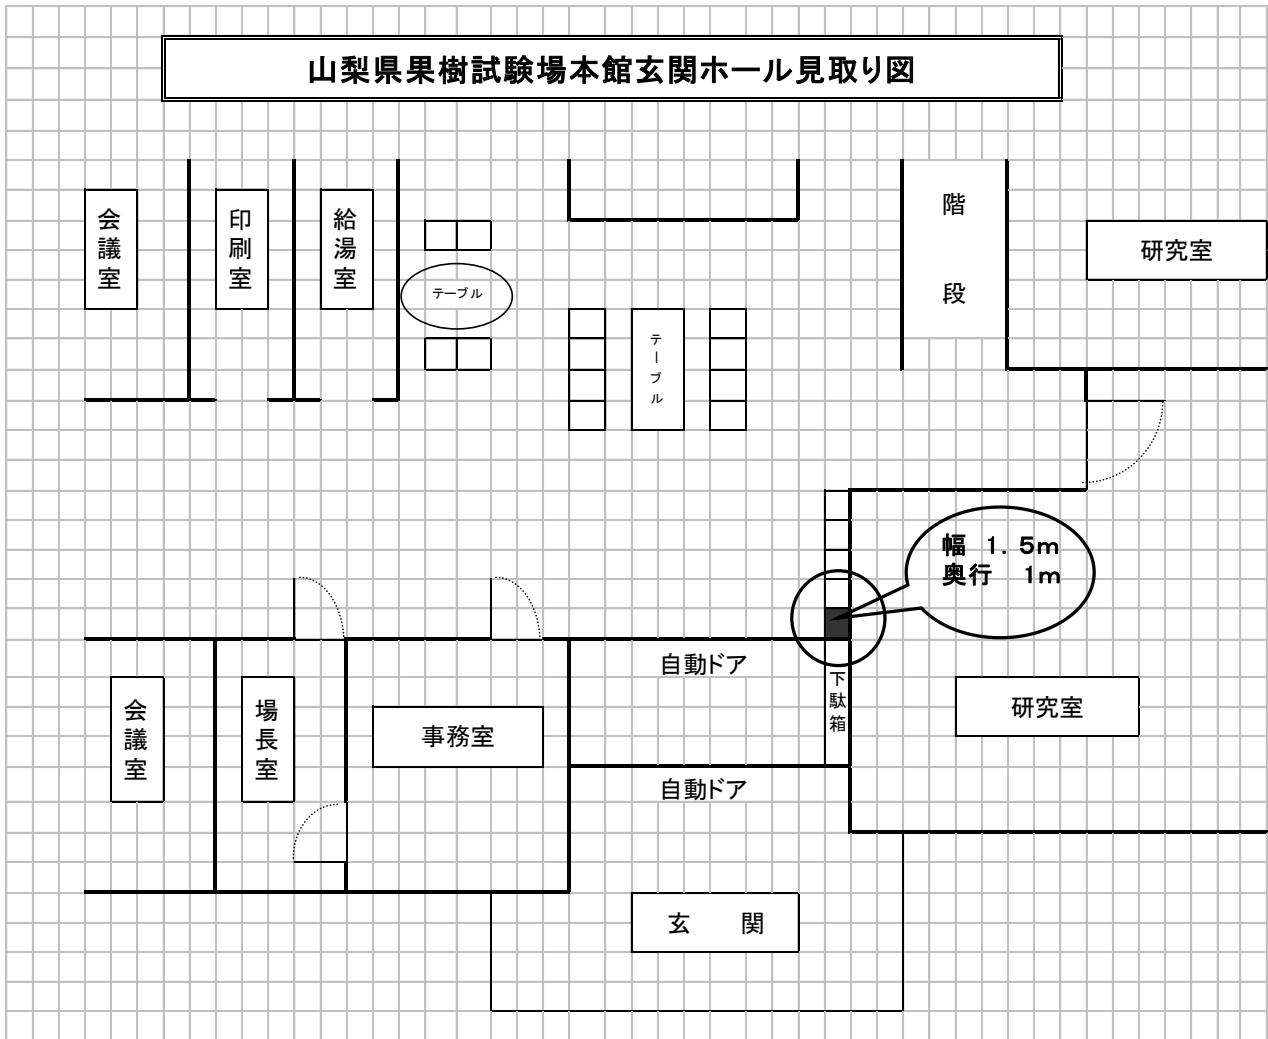 山梨県果樹試験場本館玄関ホール見取り図
会議室
印刷室
給湯室
テーブル
テーブル
階段
研究室
幅 1.5m
奥行 1m
自動ドア
下駄箱
会議室
場長室
事務室
研究室
自動ドア
玄関